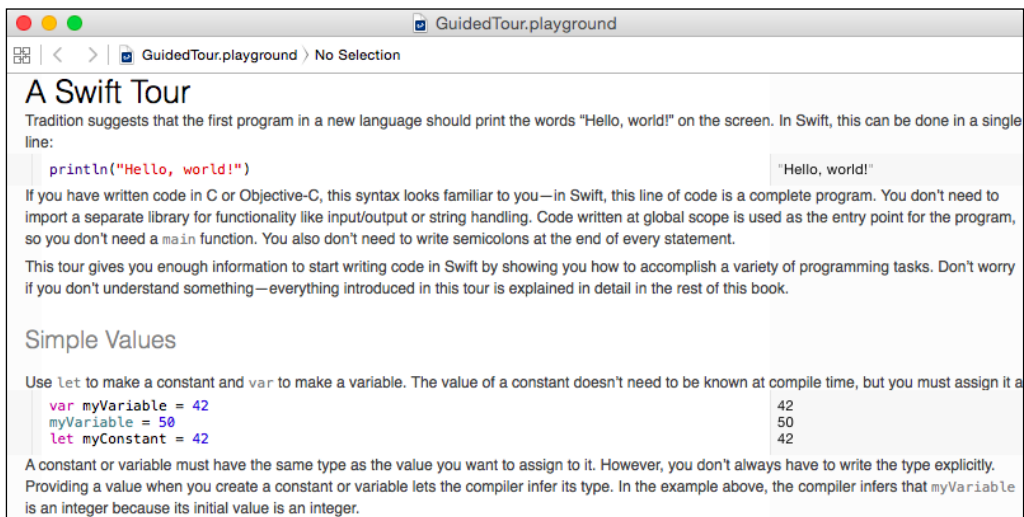 GuidedTour.playground
GuidedTour.playground › No Selection
A Swift Tour
Tradition suggests that the first program in a new language should print the words “Hello, world!” on the screen. In Swift, this can be done in a single
line:
println("Hello, world!") "Hello, world!"
If you have written code in C or Objective-C, this syntax looks familiar to you—in Swift, this line of code is a complete program. You don’t need to
import a separate library for functionality like input/output or string handling. Code written at global scope is used as the entry point for the program,
so you don’t need a main function. You also don’t need to write semicolons at the end of every statement.
This tour gives you enough information to start writing code in Swift by showing you how to accomplish a variety of programming tasks. Don’t worry
if you don’t understand something—everything introduced in this tour is explained in detail in the rest of this book.
Simple Values
Use let to make a constant and var to make a variable. The value of a constant doesn’t need to be known at compile time, but you must assign it a
var myVariable = 42 42
myVariable = 50 50
let myConstant = 42 42
A constant or variable must have the same type as the value you want to assign to it. However, you don’t always have to write the type explicitly.
Providing a value when you create a constant or variable lets the compiler infer its type. In the example above, the compiler infers that myVariable
is an integer because its initial value is an integer.